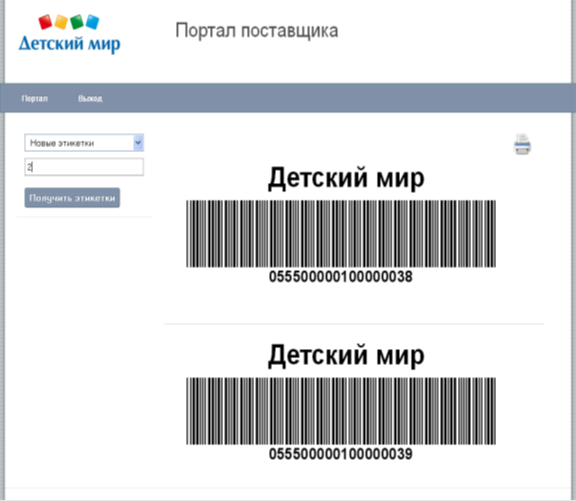 Детский мир
Портал поставщика
Портал
Выход
Новые этикетки
2
Получить этикетки
Детский мир
055500000100000038
Детский мир
055500000100000039